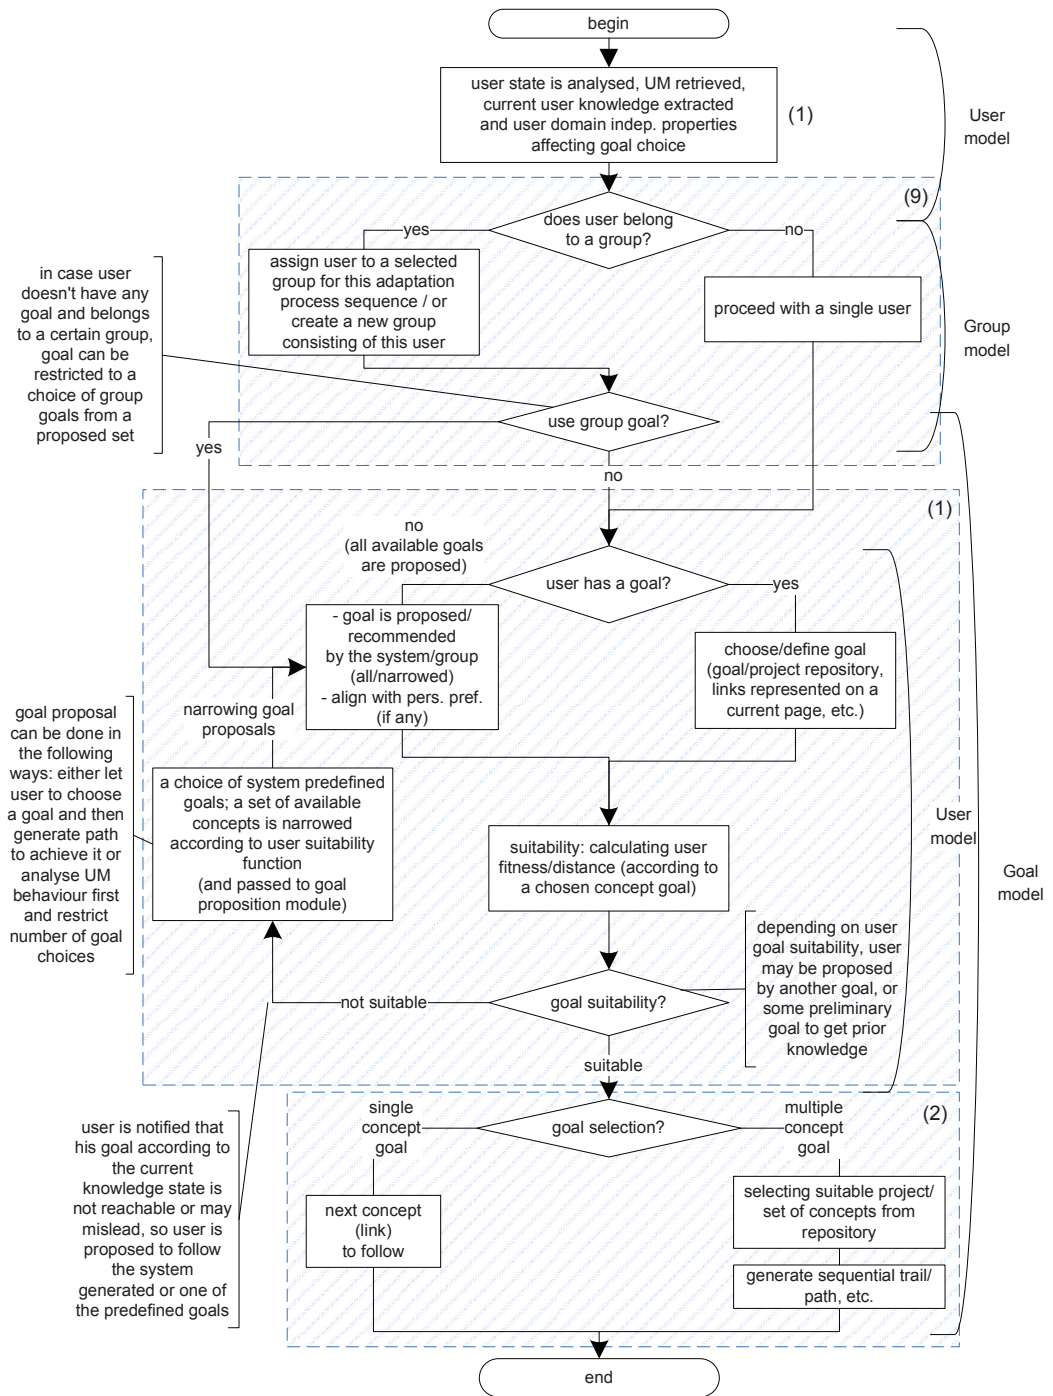 begin
user state is analysed, UM retrieved,
current user knowledge extracted
and user domain indep. properties
affecting goal choice
(1)
User
model
(9)
does user belong
to a group?
yes
no
assign user to a selected
group for this adaptation
process sequence / or
create a new group
consisting of this user
proceed with a single user
Group
model
in case user
doesn't have any
goal and belongs
to a certain group,
goal can be
restricted to a
choice of group
goals from a
proposed set
use group goal?
yes
no
(1)
no
(all available goals
are proposed)
user has a goal?
yes
- goal is proposed/
recommended
by the system/group
(all/narrowed)
- align with pers. pref.
(if any)
choose/define goal
(goal/project repository,
links represented on a
current page, etc.)
narrowing goal
proposals
goal proposal
can be done in
the following
ways: either let
user to choose
a goal and then
generate path
to achieve it or
analyse UM
behaviour first
and restrict
number of goal
choices
a choice of system predefined
goals; a set of available
concepts is narrowed
according to user suitability
function
(and passed to goal
proposition module)
suitability: calculating user
fitness/distance (according to
a chosen concept goal)
User
model
Goal
model
depending on user
goal suitability, user
may be proposed
by another goal, or
some preliminary
goal to get prior
knowledge
not suitable
goal suitability?
suitable
(2)
single
concept
goal
goal selection?
multiple
concept
goal
user is notified that
his goal according to
the current
knowledge state is
not reachable or may
mislead, so user is
proposed to follow
the system
generated or one of
the predefined goals
next concept
(link)
to follow
selecting suitable project/
set of concepts from
repository
generate sequential trail/
path, etc.
end